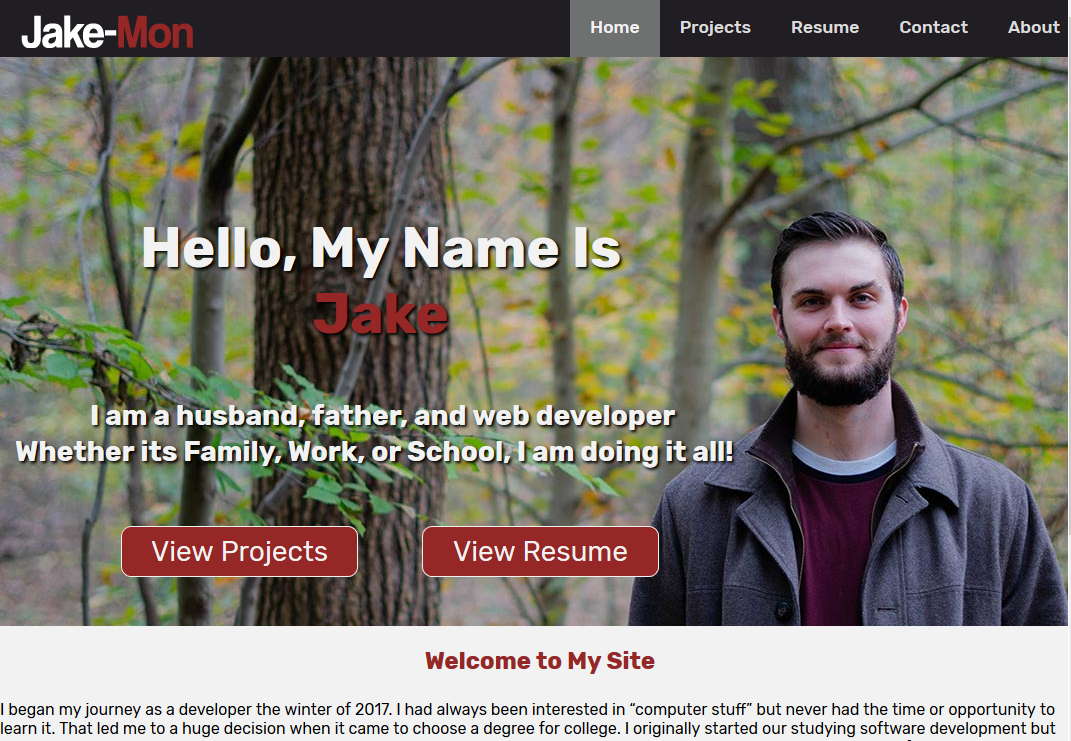 Jake-Mon
Home Projects Resume Contact About
Hello, My Name Is
Jake
I am a husband, father, and web developer
Whether its Family, Work, or School, I am doing it all!
View Projects View Resume
Welcome to My Site
I began my journey as a developer the winter of 2017. I had always been interested in “computer stuff” but never had the time or opportunity to
learn it. That led me to a huge decision when it came to choose a degree for college. I originally started our studying software development but